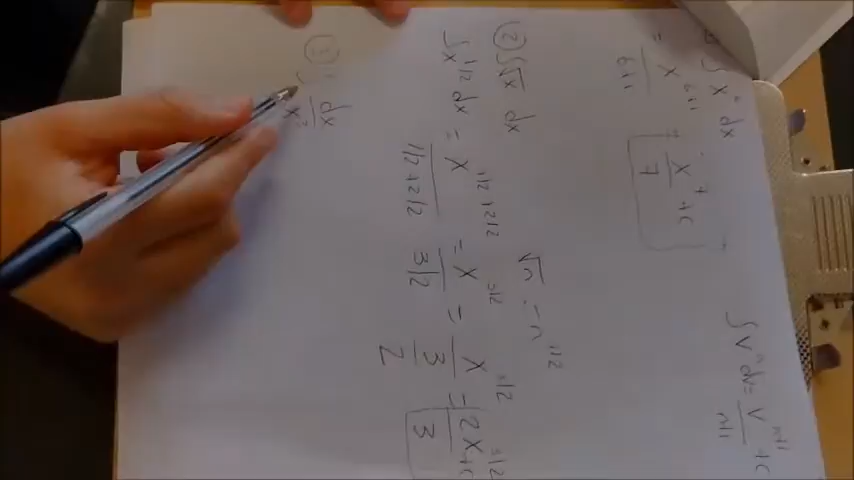 ∫ x⁶ dx
= x⁶⁺¹ / 6+1 = x⁷ / 7 + c
∫ vⁿ dv = vⁿ⁺¹ / n+1 + c
② ∫ √x dx
√n = n^1/2
∫ x^1/2 dx = x^1/2+2/2 / 1/2+2/2 = x^3/2 / 3/2 = x^3/2 / 3/2 = 2x^3/2 / 3 + c
dx / x²